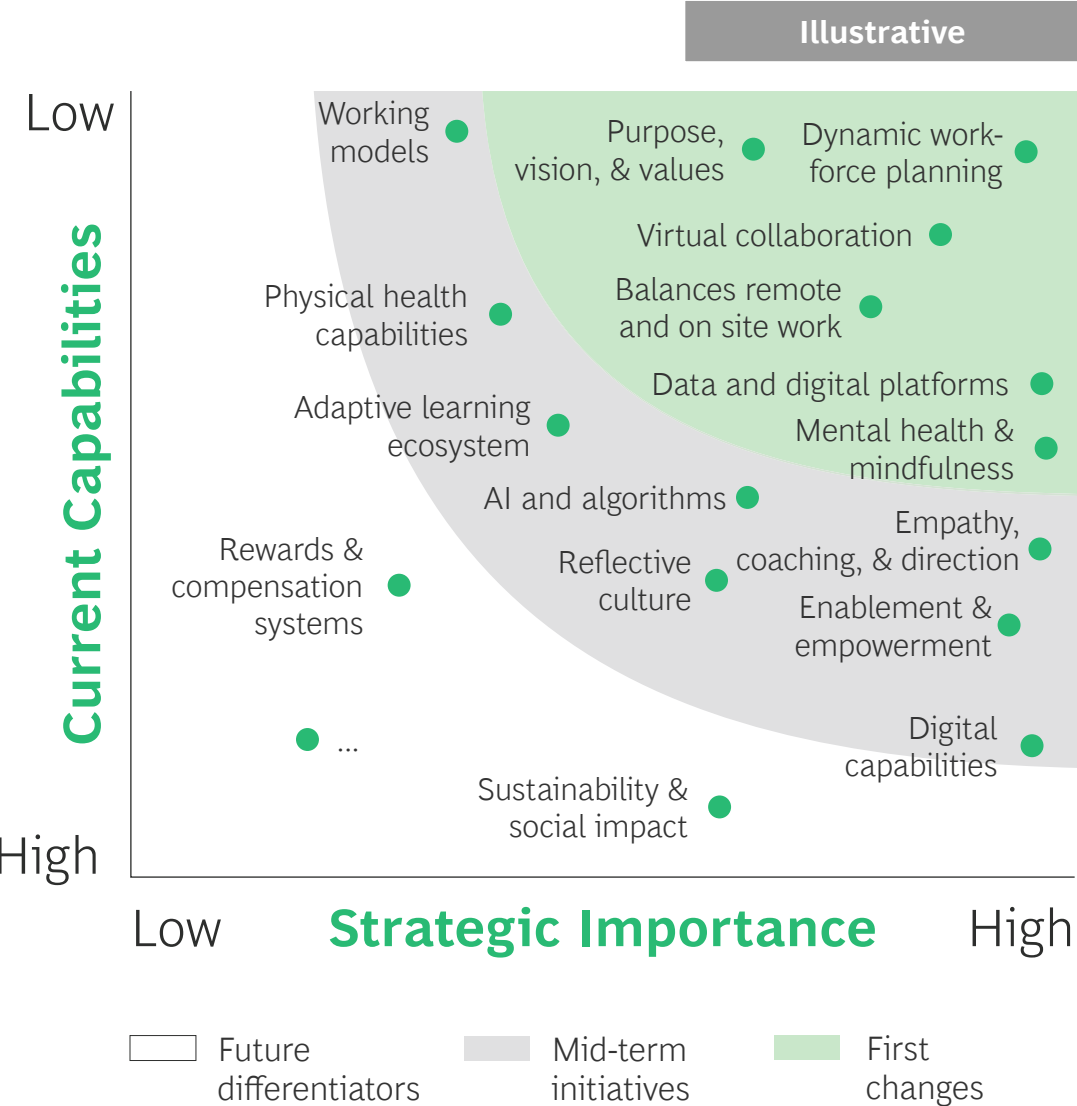 Illustrative
Low
Working
models
Purpose,
vision, & values
Dynamic work-
force planning
Virtual collaboration
Physical health
capabilities
Balances remote
and on site work
Data and digital platforms
Adaptive learning
ecosystem
Mental health &
mindfulness
AI and algorithms
Empathy,
coaching, & direction
Rewards &
compensation
systems
Reflective
culture
Enablement &
empowerment
...
Digital
capabilities
Sustainability &
social impact
Current Capabilities
High
Low
Strategic Importance
High
Future
differentiators
Mid-term
initiatives
First
changes